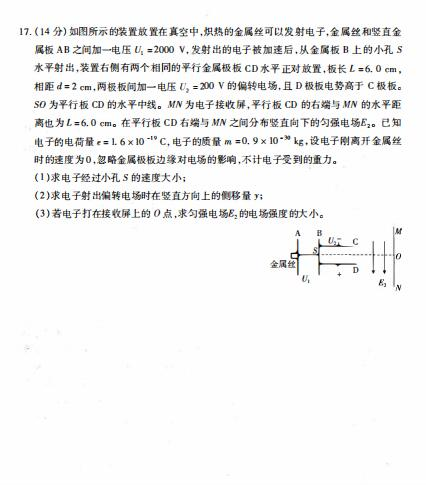 17.(14分)如图所示的装置放置在真空中,炽热的金属丝可以发射电子,金属丝和竖直金
属板AB之间加一电压U₁=2000 V,发射出的电子被加速后,从金属板B上的小孔S
水平射出,装置右侧有两个相同的平行金属极板CD水平正对放置,板长L=6.0 cm,
相距d=2 cm,两极板间加一电压U₂=200 V的偏转电场,且D极板电势高于C极板。
SO为平行板CD的水平中线。MN为电子接收屏,平行板CD的右端与MN的水平距
离也为L=6.0 cm。在平行板CD右端与MN之间分布竖直向下的匀强电场E₂。已知
电子的电荷量e=1.6×10⁻¹⁹C,电子的质量m=0.9×10⁻³⁰kg,设电子刚离开金属丝
时的速度为0,忽略金属极板边缘对电场的影响,不计电子受到的重力。
(1)求电子经过小孔S的速度大小;
(2)求电子射出偏转电场时在竖直方向上的侧移量y;
(3)若电子打在接收屏上的O点,求匀强电场E₂的电场强度的大小。
A B U₂ − C M
S O
金属丝 + D E₂
U₁ N